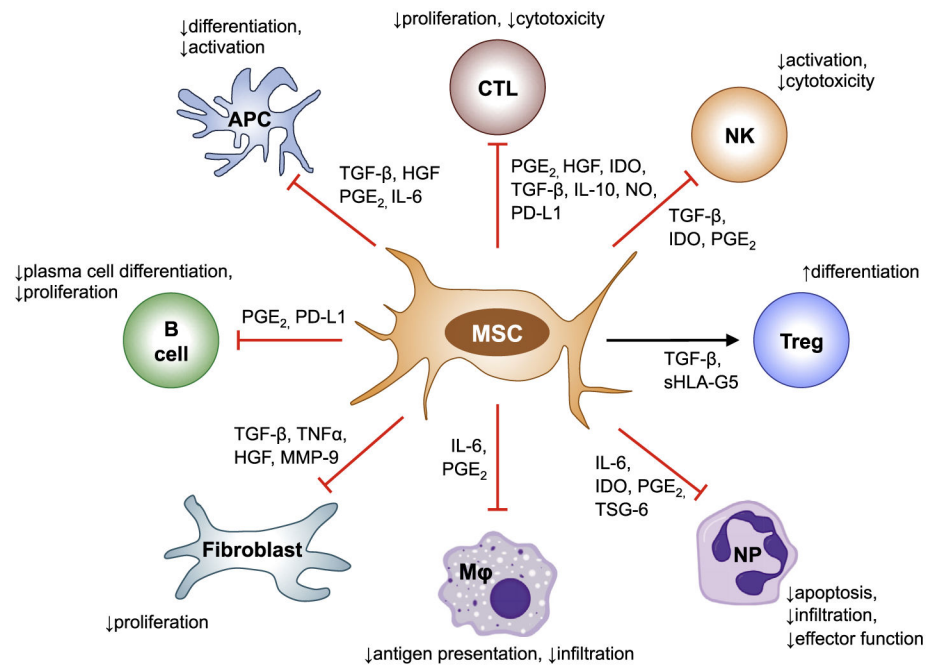 ↓differentiation,
↓activation
APC
TGF-β, HGF
PGE₂, IL-6
↓proliferation, ↓cytotoxicity
CTL
PGE₂, HGF, IDO,
TGF-β, IL-10, NO,
PD-L1
↓activation,
↓cytotoxicity
NK
TGF-β,
IDO, PGE₂
↓plasma cell differentiation,
↓proliferation
B
cell
PGE₂, PD-L1
MSC
↑differentiation
Treg
TGF-β,
sHLA-G5
TGF-β, TNFα,
HGF, MMP-9
Fibroblast
↓proliferation
IL-6,
PGE₂
Mφ
↓antigen presentation, ↓infiltration
IL-6,
IDO, PGE₂,
TSG-6
NP
↓apoptosis,
↓infiltration,
↓effector function